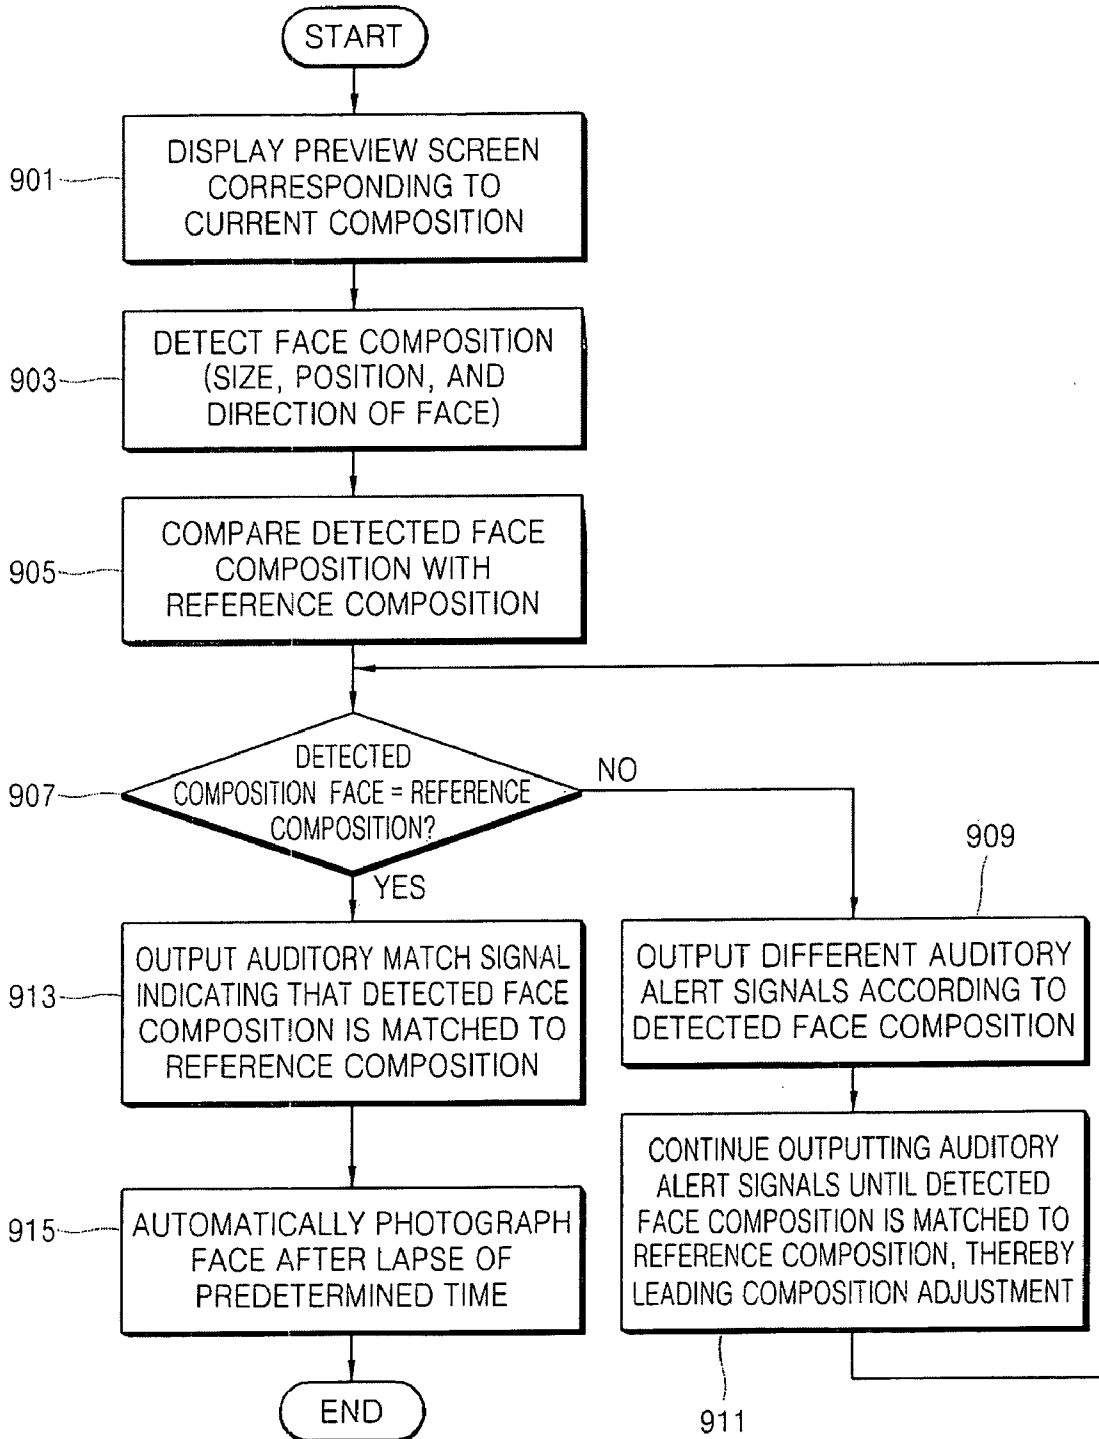 START
901
DISPLAY PREVIEW SCREEN
CORRESPONDING TO
CURRENT COMPOSITION
903
DETECT FACE COMPOSITION
(SIZE, POSITION, AND
DIRECTION OF FACE)
905
COMPARE DETECTED FACE
COMPOSITION WITH
REFERENCE COMPOSITION
907
DETECTED
COMPOSITION FACE = REFERENCE
COMPOSITION?
NO
YES
909
OUTPUT DIFFERENT AUDITORY
ALERT SIGNALS ACCORDING TO
DETECTED FACE COMPOSITION
CONTINUE OUTPUTTING AUDITORY
ALERT SIGNALS UNTIL DETECTED
FACE COMPOSITION IS MATCHED TO
REFERENCE COMPOSITION, THEREBY
LEADING COMPOSITION ADJUSTMENT
911
913
OUTPUT AUDITORY MATCH SIGNAL
INDICATING THAT DETECTED FACE
COMPOSITION IS MATCHED TO
REFERENCE COMPOSITION
915
AUTOMATICALLY PHOTOGRAPH
FACE AFTER LAPSE OF
PREDETERMINED TIME
END